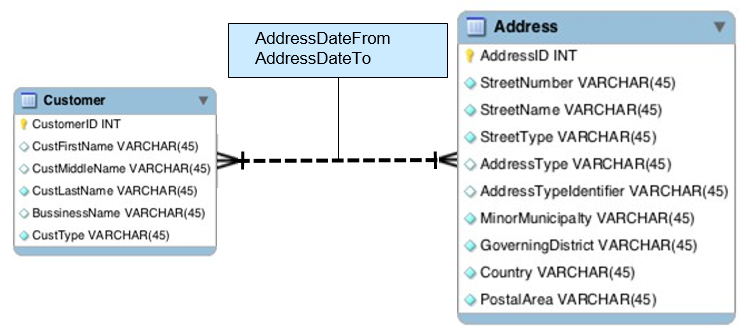 AddressDateFrom
AddressDateTo
Customer
CustomerID INT
CustFirstName VARCHAR(45)
CustMiddleName VARCHAR(45)
CustLastName VARCHAR(45)
BussinessName VARCHAR(45)
CustType VARCHAR(45)
Address
AddressID INT
StreetNumber VARCHAR(45)
StreetName VARCHAR(45)
StreetType VARCHAR(45)
AddressType VARCHAR(45)
AddressTypeIdentifier VARCHAR(45)
MinorMunicipalty VARCHAR(45)
GoverningDistrict VARCHAR(45)
Country VARCHAR(45)
PostalArea VARCHAR(45)